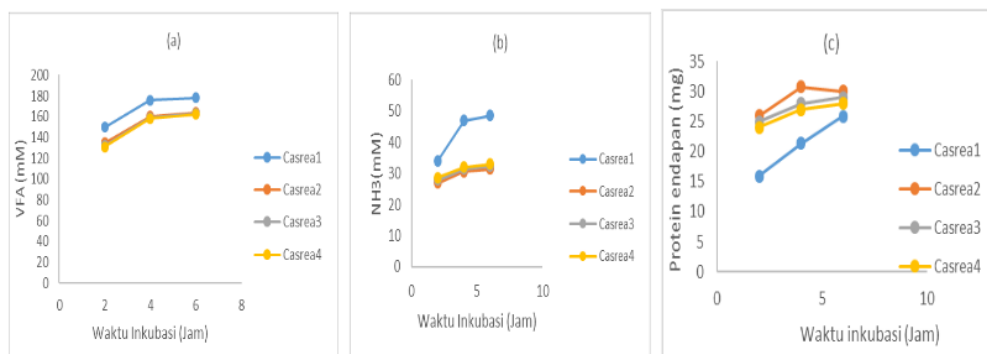 (a)
VFA (mM)
200
180
160
140
120
100
80
60
40
20
0
0 2 4 6 8
Waktu Inkubasi (Jam)
Casrea1
Casrea2
Casrea3
Casrea4
(b)
NH3(mM)
60
50
40
30
20
10
0
0 5 10
Waktu Inkubasi (Jam)
Casrea1
Casrea2
Casrea3
Casrea4
(c)
Protein endapan (mg)
35
30
25
20
15
10
5
0
0 5 10
Waktu inkubasi (Jam)
Casrea1
Casrea2
Casrea3
Casrea4